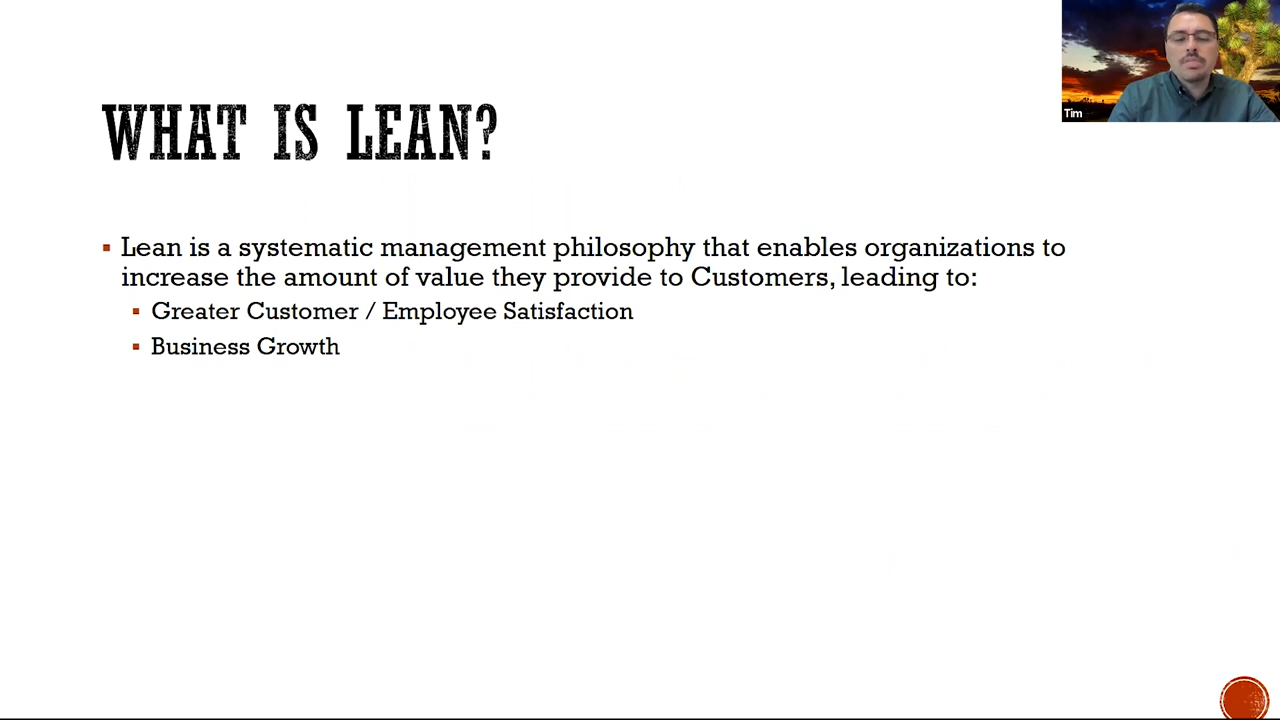 Tim
WHAT IS LEAN?
Lean is a systematic management philosophy that enables organizations to
increase the amount of value they provide to Customers, leading to:
Greater Customer / Employee Satisfaction
Business Growth